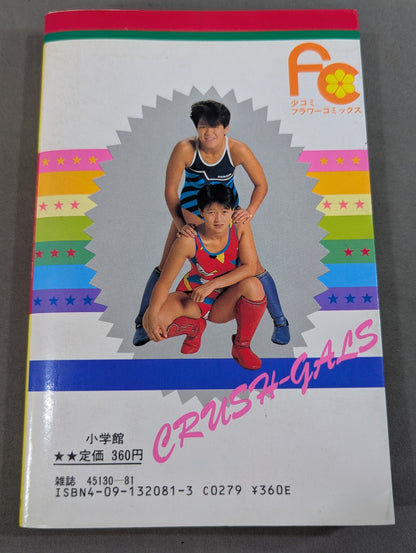 FC
少コミ
フラワーコミックス
CRUSH-GALS
小学館
★★定価 360円
雑誌 45130-81
ISBN4-09-132081-3 C0279 ¥360E